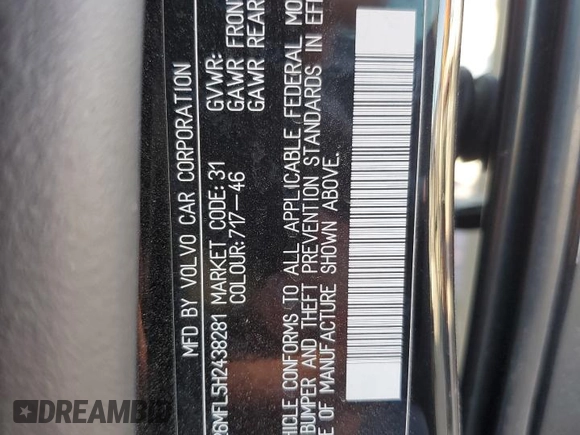 MFD BY VOLVO CAR CORPORATION
6MFL5H2438281 MARKET CODE: 31
COLOUR: 717-46
GVWR:
GAWR FRON
GAWR REAR
HICLE CONFORMS TO ALL APPLICABLE FEDERAL MO
BUMPER AND THEFT PREVENTION STANDARDS IN EF
E OF MANUFACTURE SHOWN ABOVE.
DREAMBID